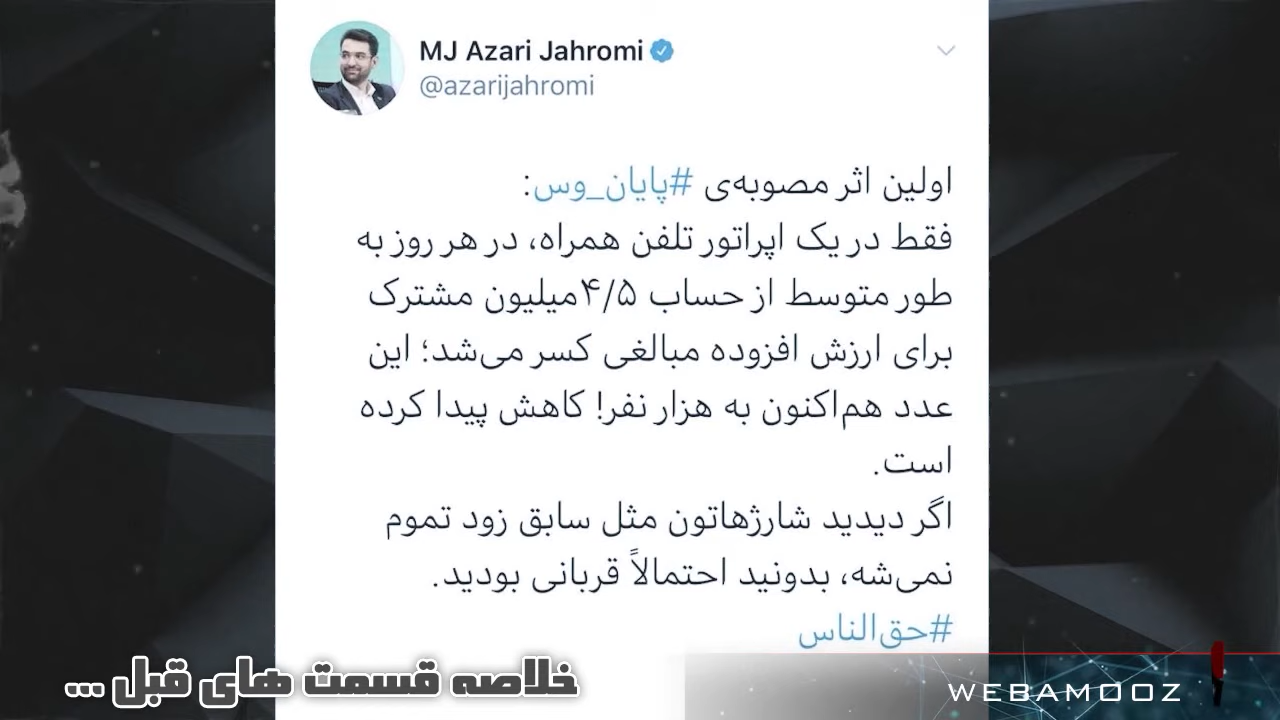 MJ Azari Jahromi
@azarijahromi
اولین اثر مصوبه‌ی #پایان_وس:
فقط در یک اپراتور تلفن همراه، در هر روز به
طور متوسط از حساب ۴/۵میلیون مشترک
برای ارزش افزوده مبالغی کسر می‌شد؛ این
عدد هم‌اکنون به هزار نفر! کاهش پیدا کرده
است.
اگر دیدید شارژهاتون مثل سابق زود تموم
نمی‌شه، بدونید احتمالاً قربانی بودید.
#حق‌الناس
خلاصه قسمت های قبل ...
WEBAMOOZ